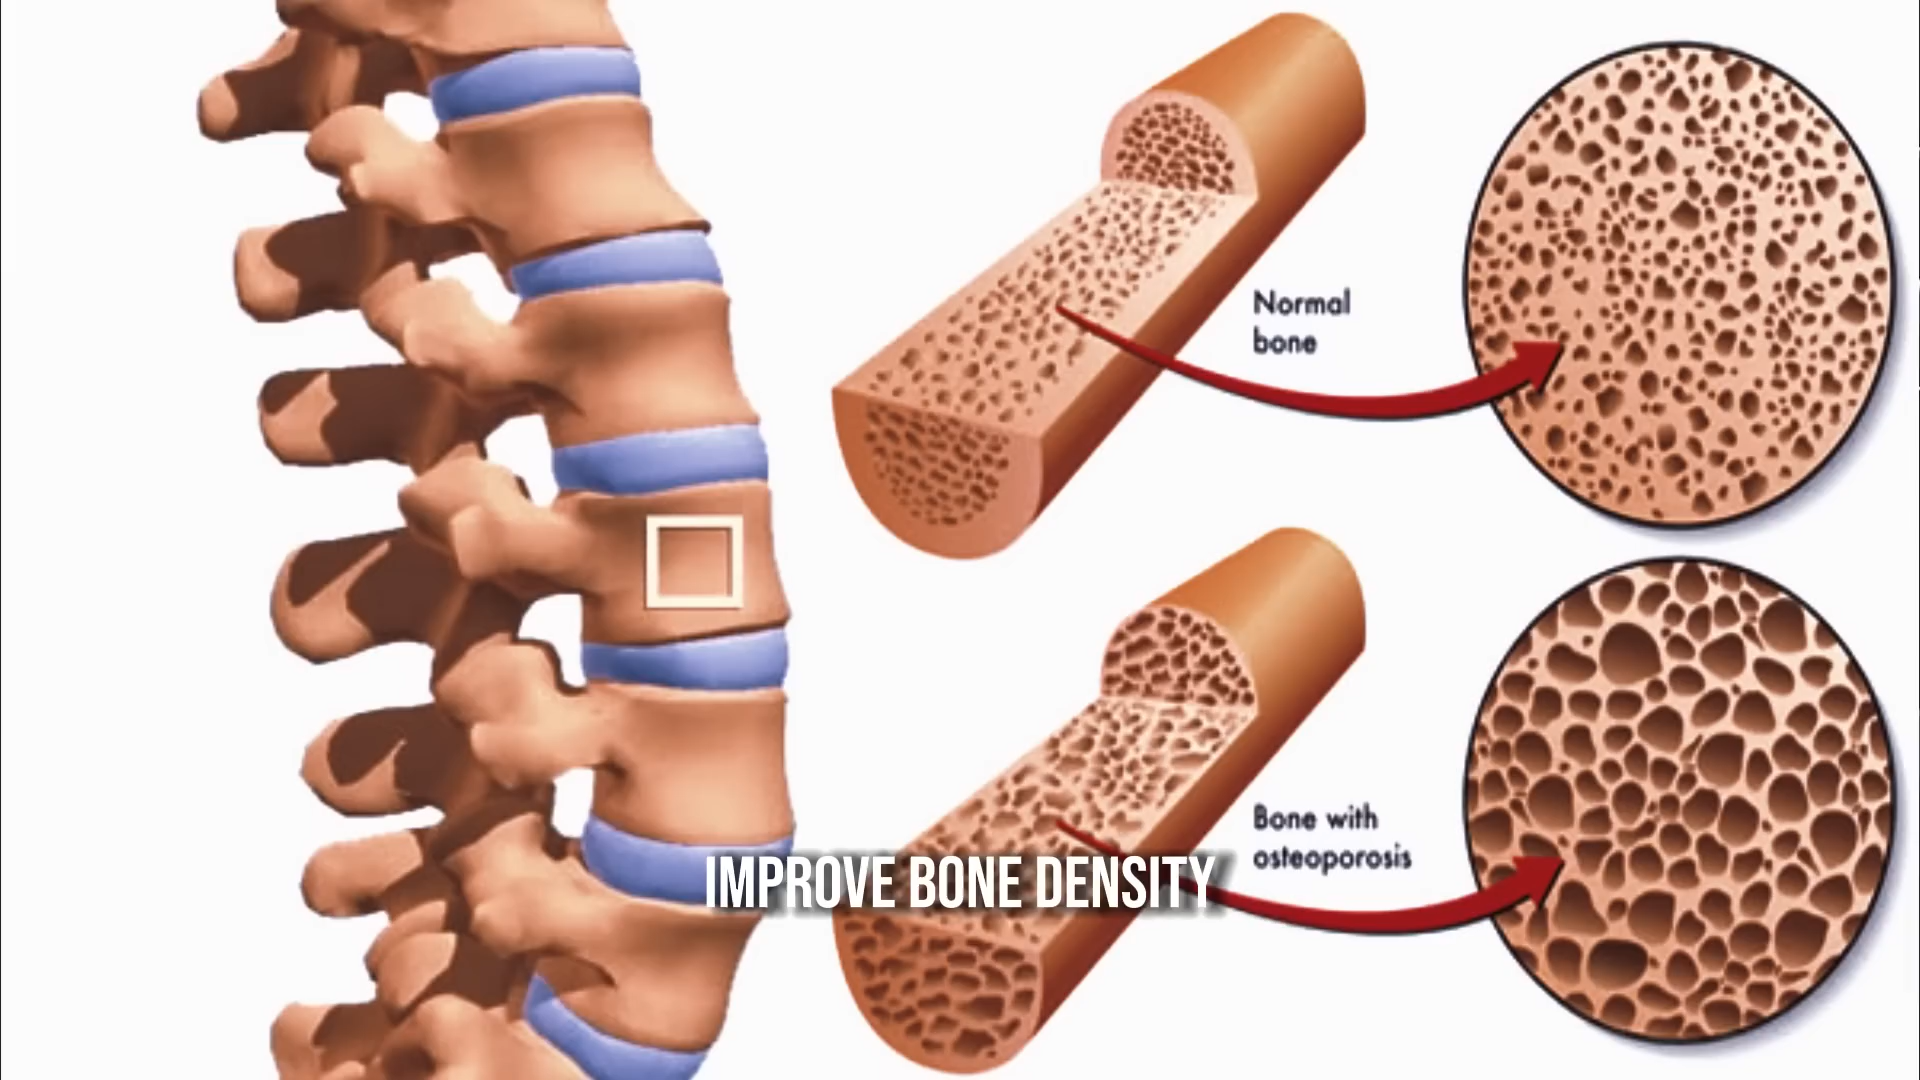 Normal
bone
Bone with
osteoporosis
IMPROVE BONE DENSITY